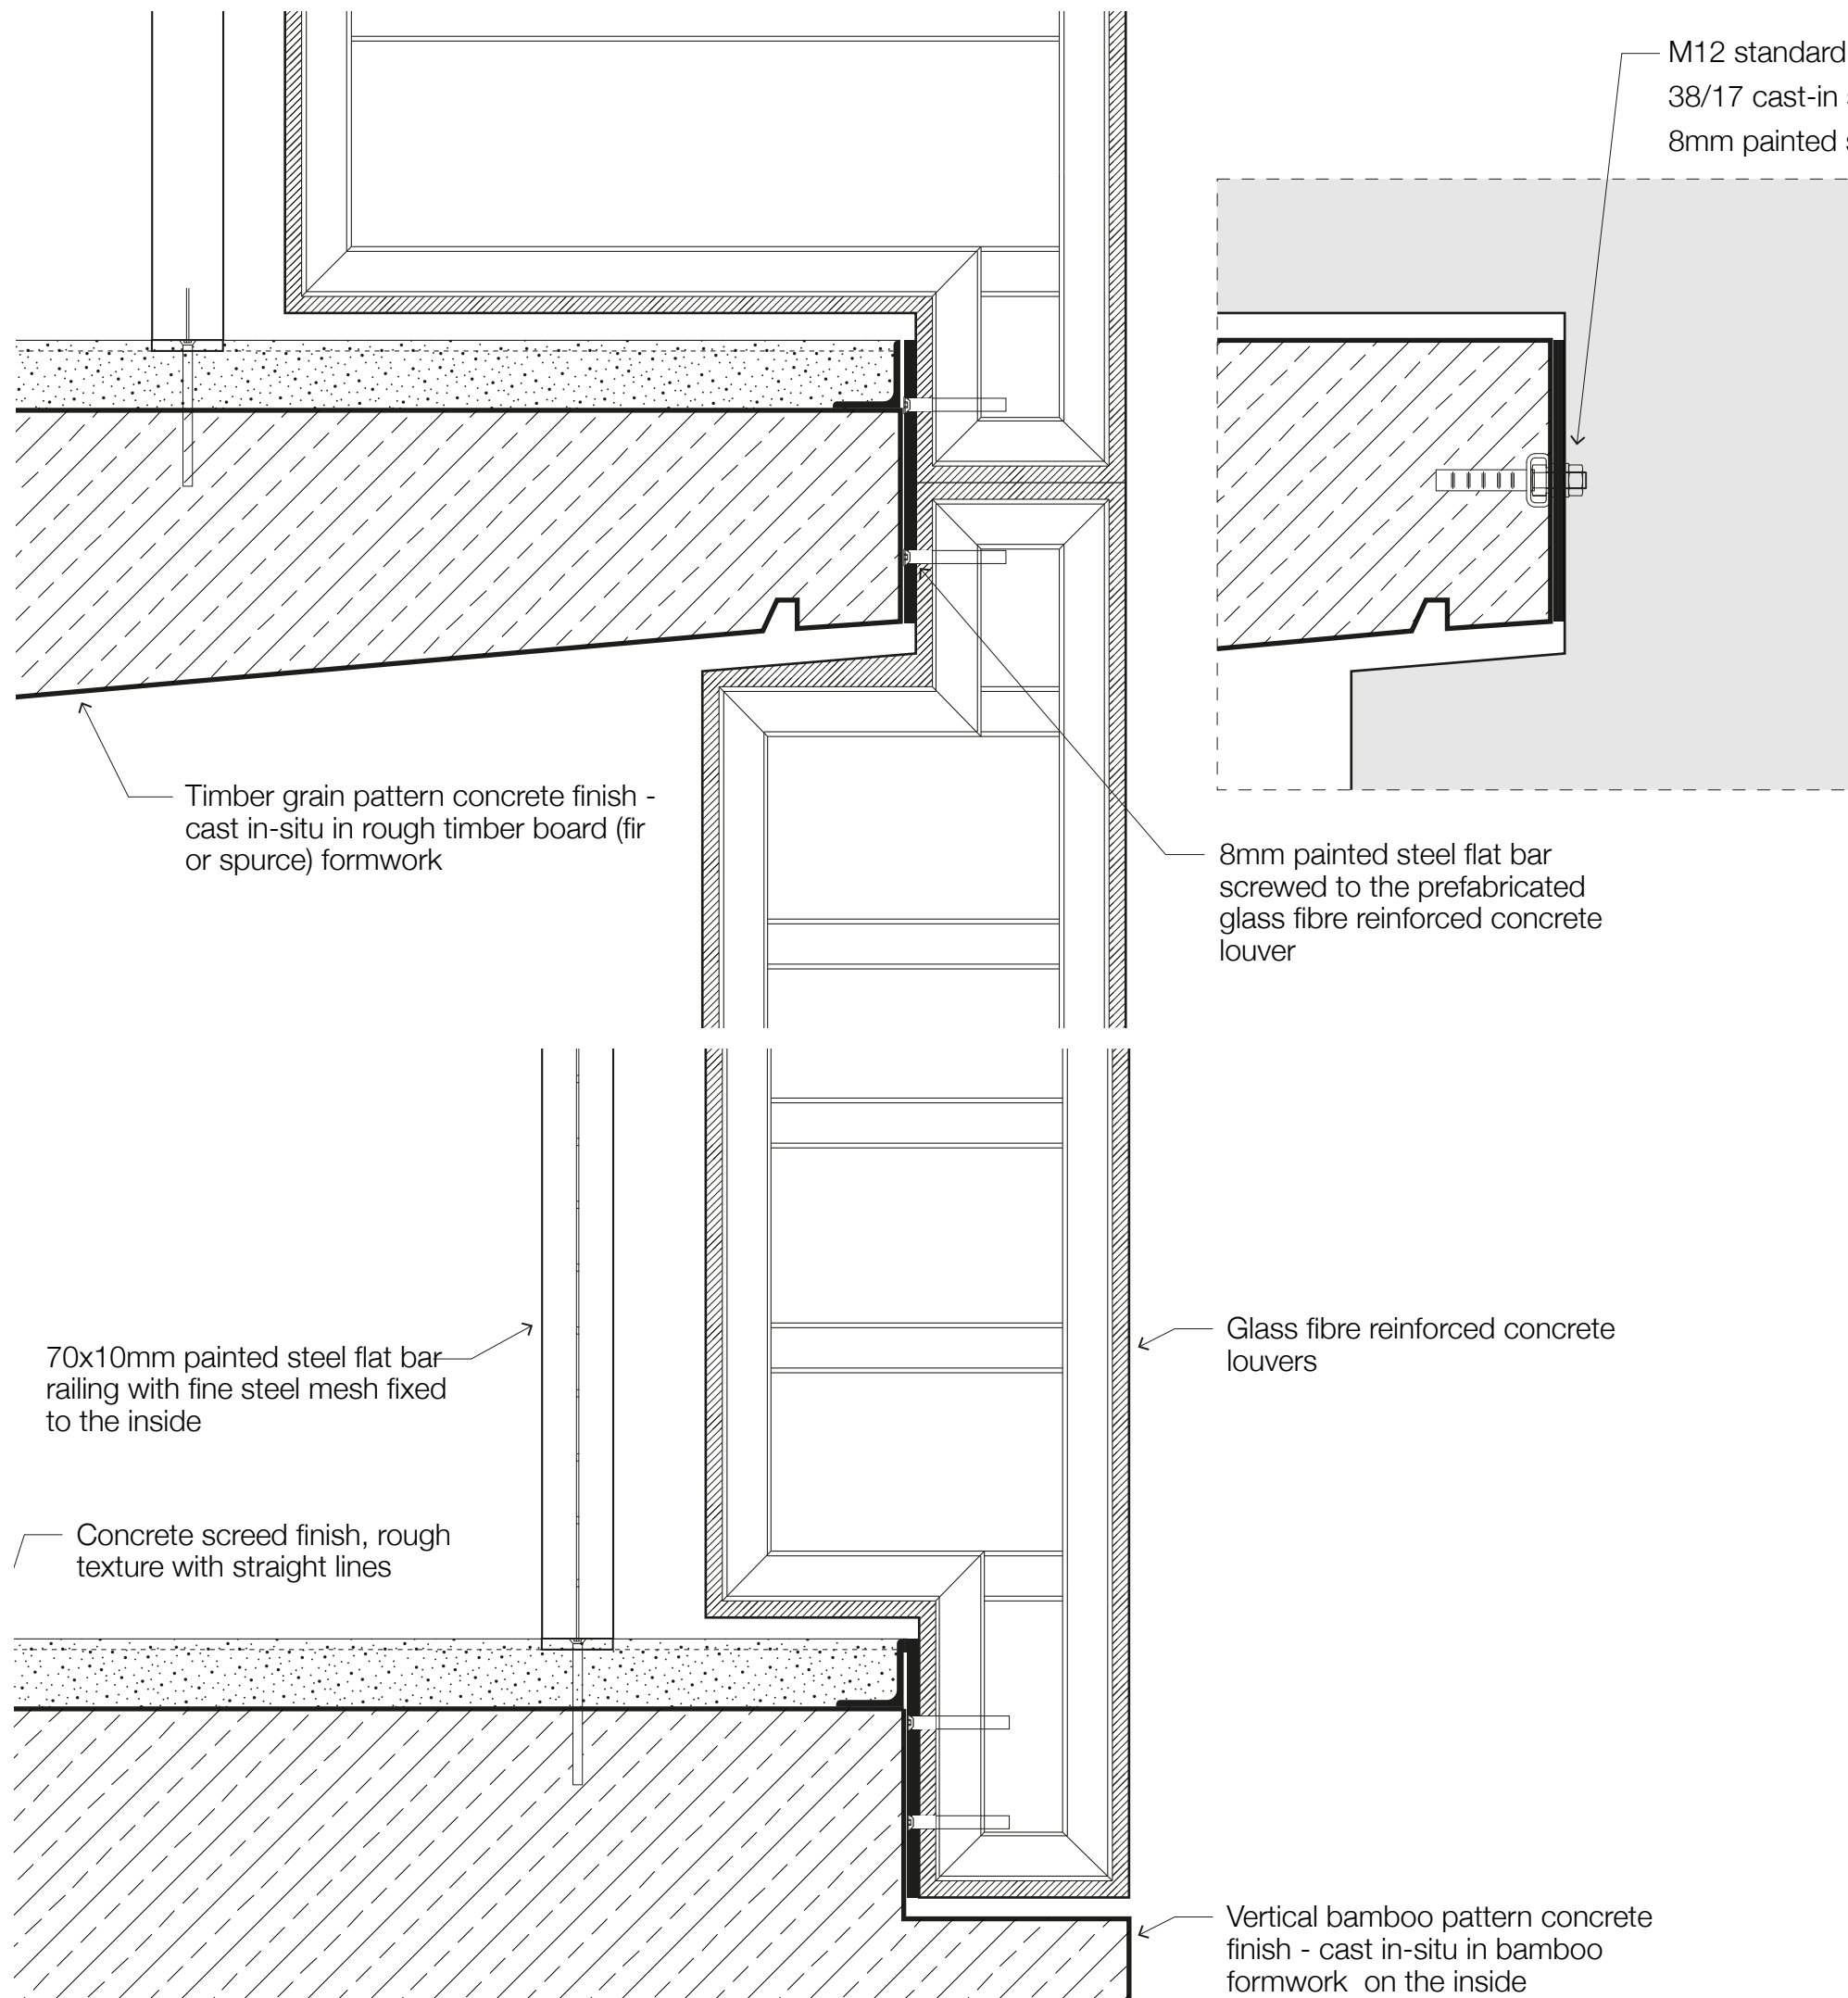 M12 standard
38/17 cast-in
8mm painted
Timber grain pattern concrete finish -
cast in-situ in rough timber board (fir
or spurce) formwork
8mm painted steel flat bar
screwed to the prefabricated
glass fibre reinforced concrete
louver
70x10mm painted steel flat bar
railing with fine steel mesh fixed
to the inside
Glass fibre reinforced concrete
louvers
Concrete screed finish, rough
texture with straight lines
Vertical bamboo pattern concrete
finish - cast in-situ in bamboo
formwork on the inside